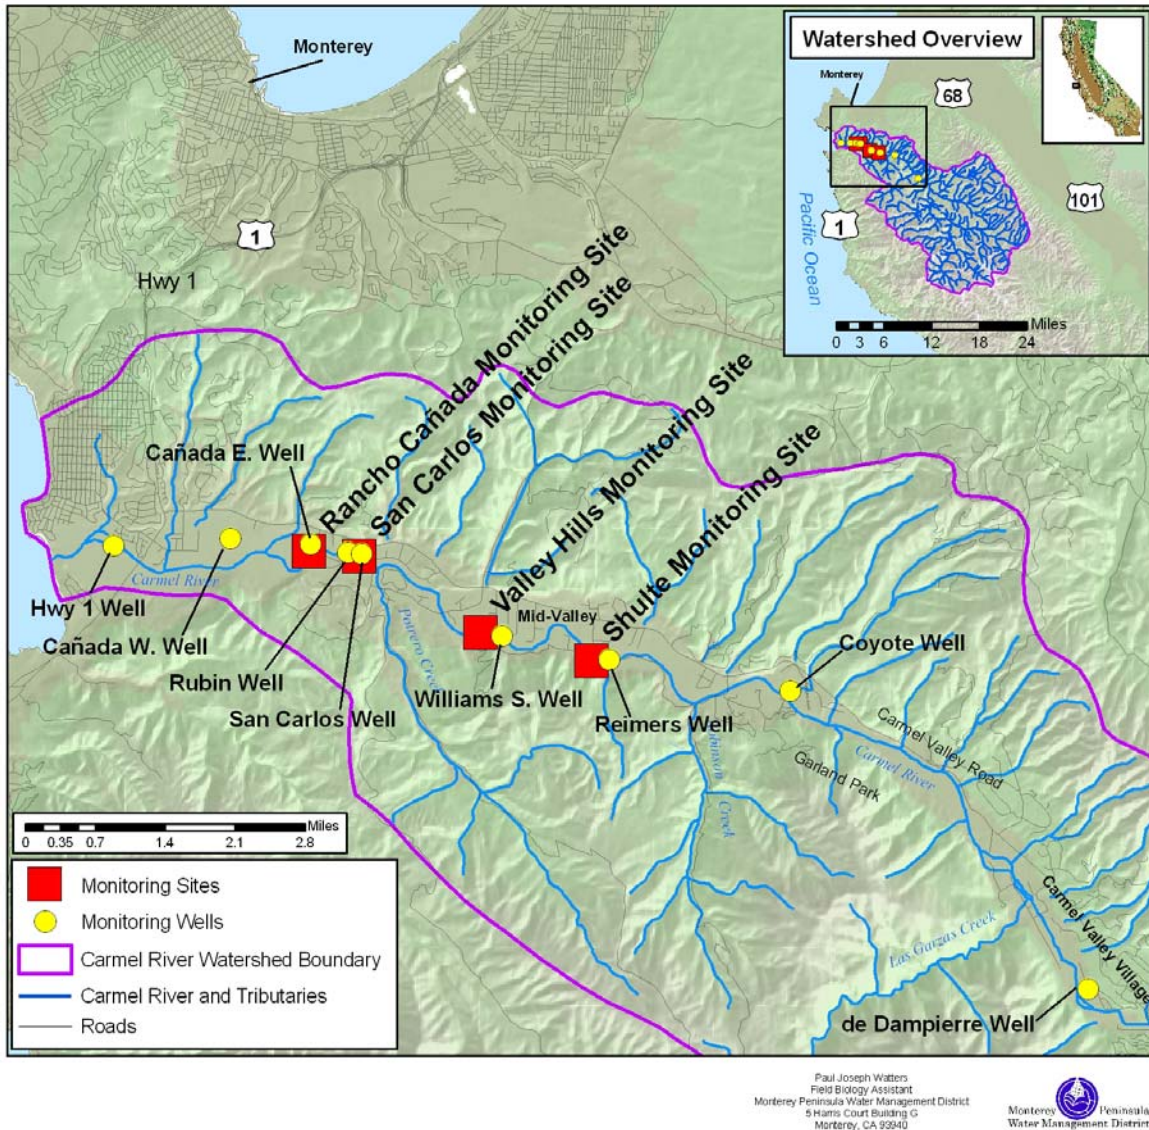 Monterey
Watershed Overview
Monterey
68
101
1
Pacific Ocean
Miles
0 3 6 12 18 24
1
Hwy 1
Rancho Cañada Monitoring Site
San Carlos Monitoring Site
Valley Hills Monitoring Site
Shulte Monitoring Site
Cañada E. Well
Carmel River
Hwy 1 Well
Cañada W. Well
Rubin Well
San Carlos Well
Potrero Creek
Mid-Valley
Williams S. Well
Reimers Well
Coyote Well
Robinson Creek
Garland Park
Carmel River
Carmel Valley Road
Carmel Valley Village
Las Garzas Creek
de Dampierre Well
Miles
0 0.35 0.7 1.4 2.1 2.8
Monitoring Sites
Monitoring Wells
Carmel River Watershed Boundary
Carmel River and Tributaries
Roads
Paul Joseph Watters
Field Biology Assistant
Monterey Peninsula Water Management District
5 Harris Court Building G
Monterey, CA 93940
Monterey Peninsula
Water Management District